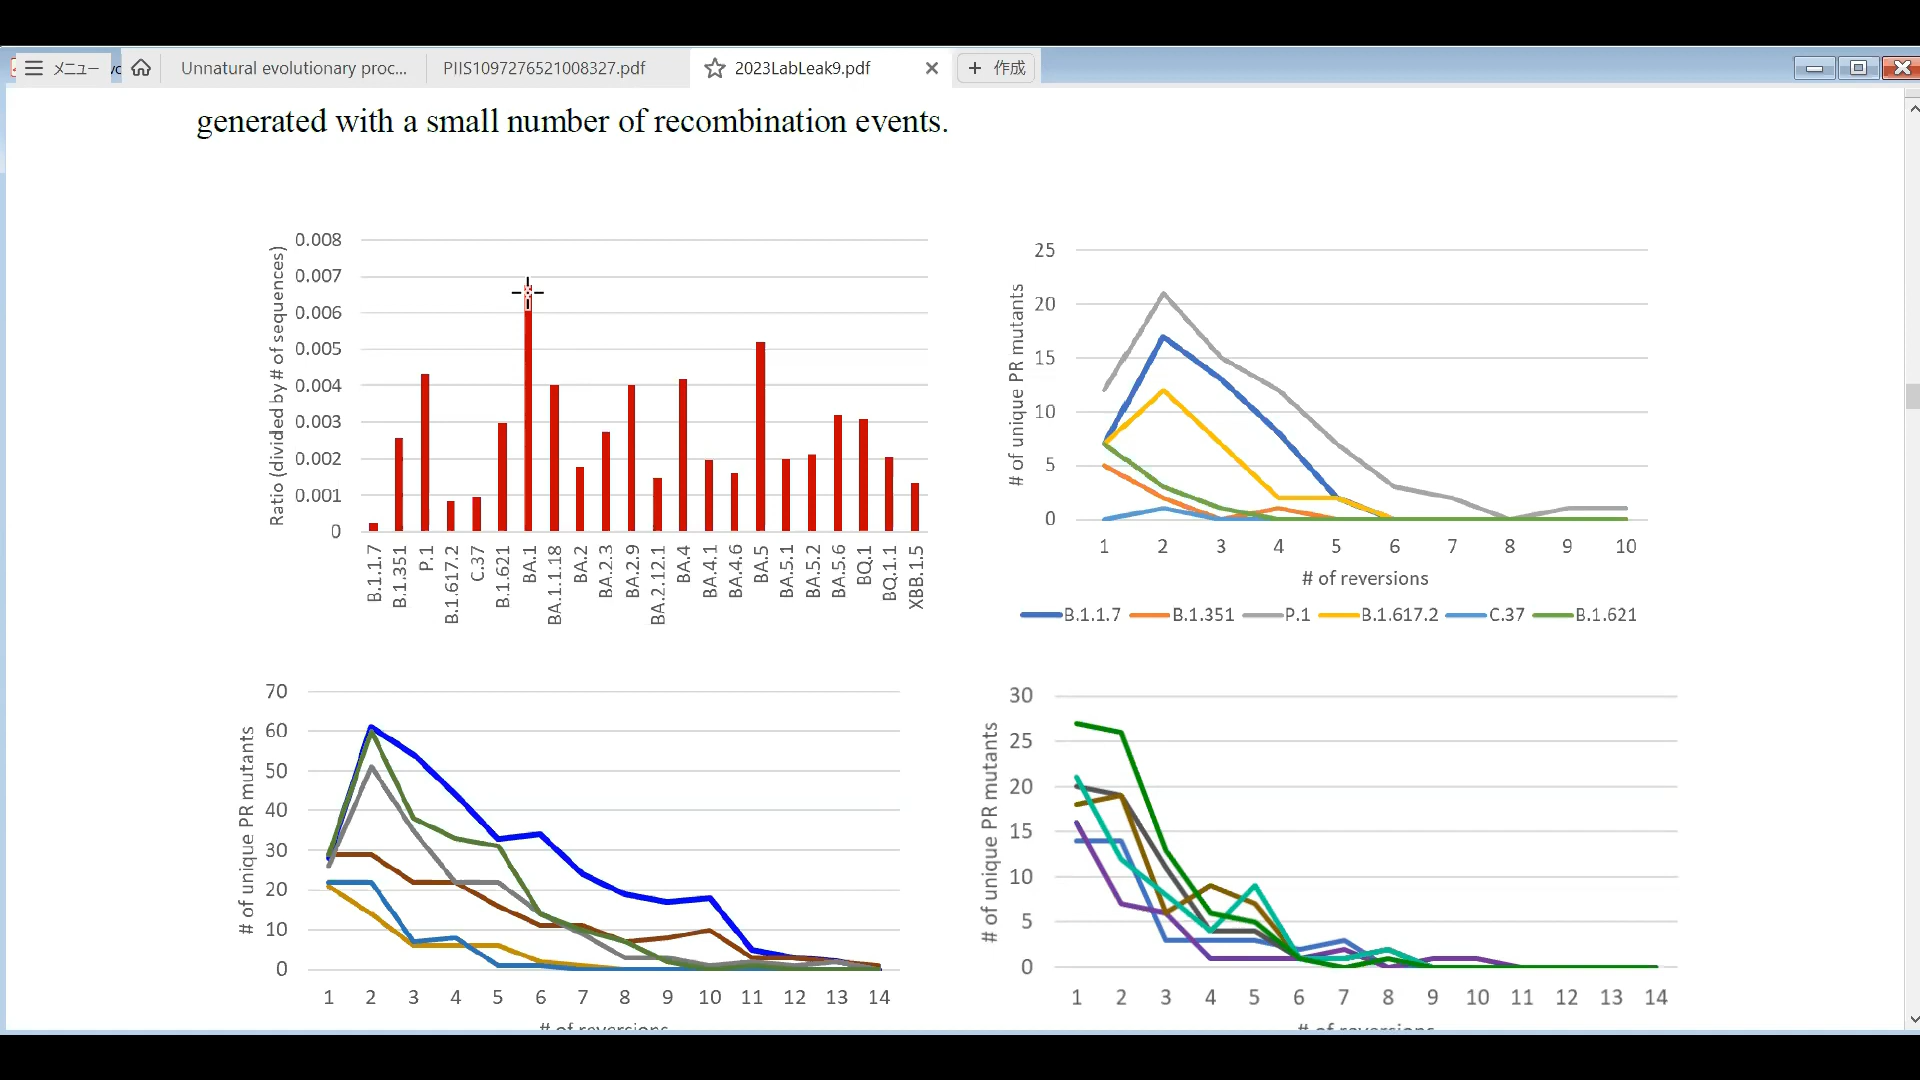 メニュー
Unnatural evolutionary proc...
PIIS1097276521008327.pdf
2023LabLeak9.pdf
作成
generated with a small number of recombination events.
Ratio (divided by # of sequences)
0.008
0.007
0.006
0.005
0.004
0.003
0.002
0.001
0
B.1.1.7
B.1.351
P.1
B.1.617.2
C.37
B.1.621
BA.1
BA.1.1.18
BA.2
BA.2.3
BA.2.9
BA.2.12.1
BA.4
BA.4.1
BA.4.6
BA.5
BA.5.1
BA.5.2
BA.5.6
BQ.1
BQ.1.1
XBB.1.5
# of unique PR mutants
25
20
15
10
5
0
1 2 3 4 5 6 7 8 9 10
# of reversions
B.1.1.7 B.1.351 P.1 B.1.617.2 C.37 B.1.621
# of unique PR mutants
70
60
50
40
30
20
10
0
1 2 3 4 5 6 7 8 9 10 11 12 13 14
# of reversions
# of unique PR mutants
30
25
20
15
10
5
0
1 2 3 4 5 6 7 8 9 10 11 12 13 14
# of reversions